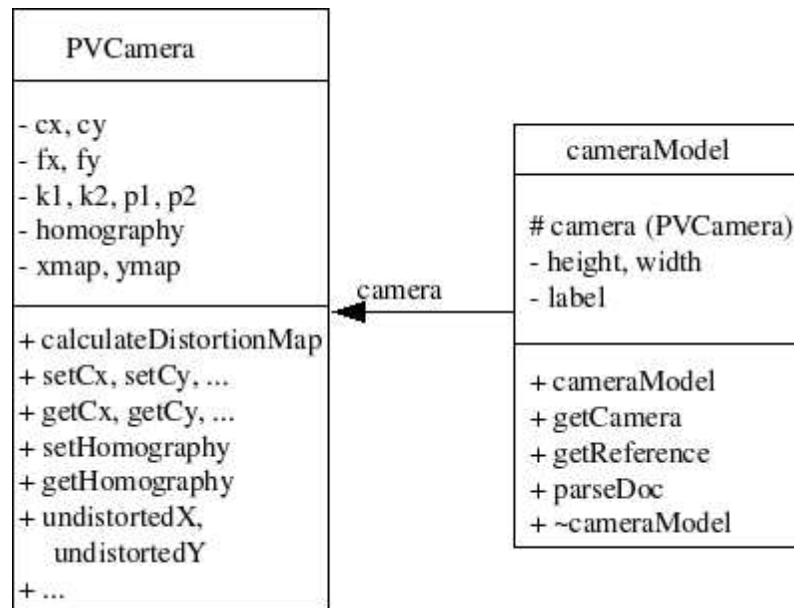 PVCamera
- cx, cy
- fx, fy
- k1, k2, p1, p2
- homography
- xmap, ymap
+ calculateDistortionMap
+ setCx, setCy, ...
+ getCx, getCy, ...
+ setHomography
+ getHomography
+ undistortedX,
undistortedY
+ ...
camera
cameraModel
# camera (PVCamera)
- height, width
- label
+ cameraModel
+ getCamera
+ getReference
+ parseDoc
+ ~cameraModel